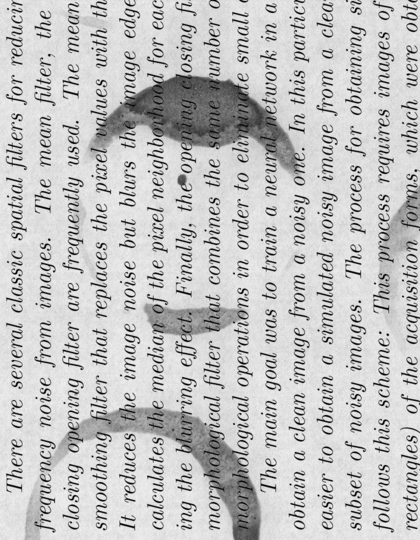 There are several classic spatial filters for reducin
frequency noise from images. The mean filter, the
closing opening filter are frequently used. The mean
smoothing filter that replaces the pixel values with th
It reduces the image noise but blurs the image edge
calculates the median of the pixel neighborhood for eac
ing the blurring effect. Finally, the opening closing fi
morphological filter that combines the same number o
morphological operations in order to eliminate small
The main goal was to train a neural network in a
obtain a clean image from a noisy one. In this particu
easier to obtain a simulated noisy image from a clea
subset of noisy images. The process for obtaining si
follows this scheme: This process requires images of
rectangles) of the acquisition forms, which were obt